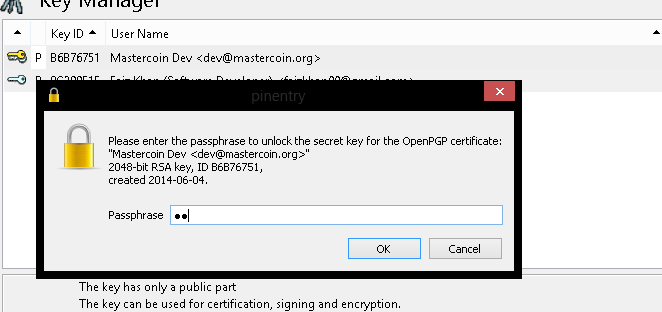 Key Manager
Key ID User Name
P B6B76751 Mastercoin Dev <dev@mastercoin.org>
pinentry
Please enter the passphrase to unlock the secret key for the OpenPGP certificate:
"Mastercoin Dev <dev@mastercoin.org>"
2048-bit RSA key, ID B6B76751,
created 2014-06-04.
Passphrase ●●
OK Cancel
The key has only a public part
The key can be used for certification, signing and encryption.